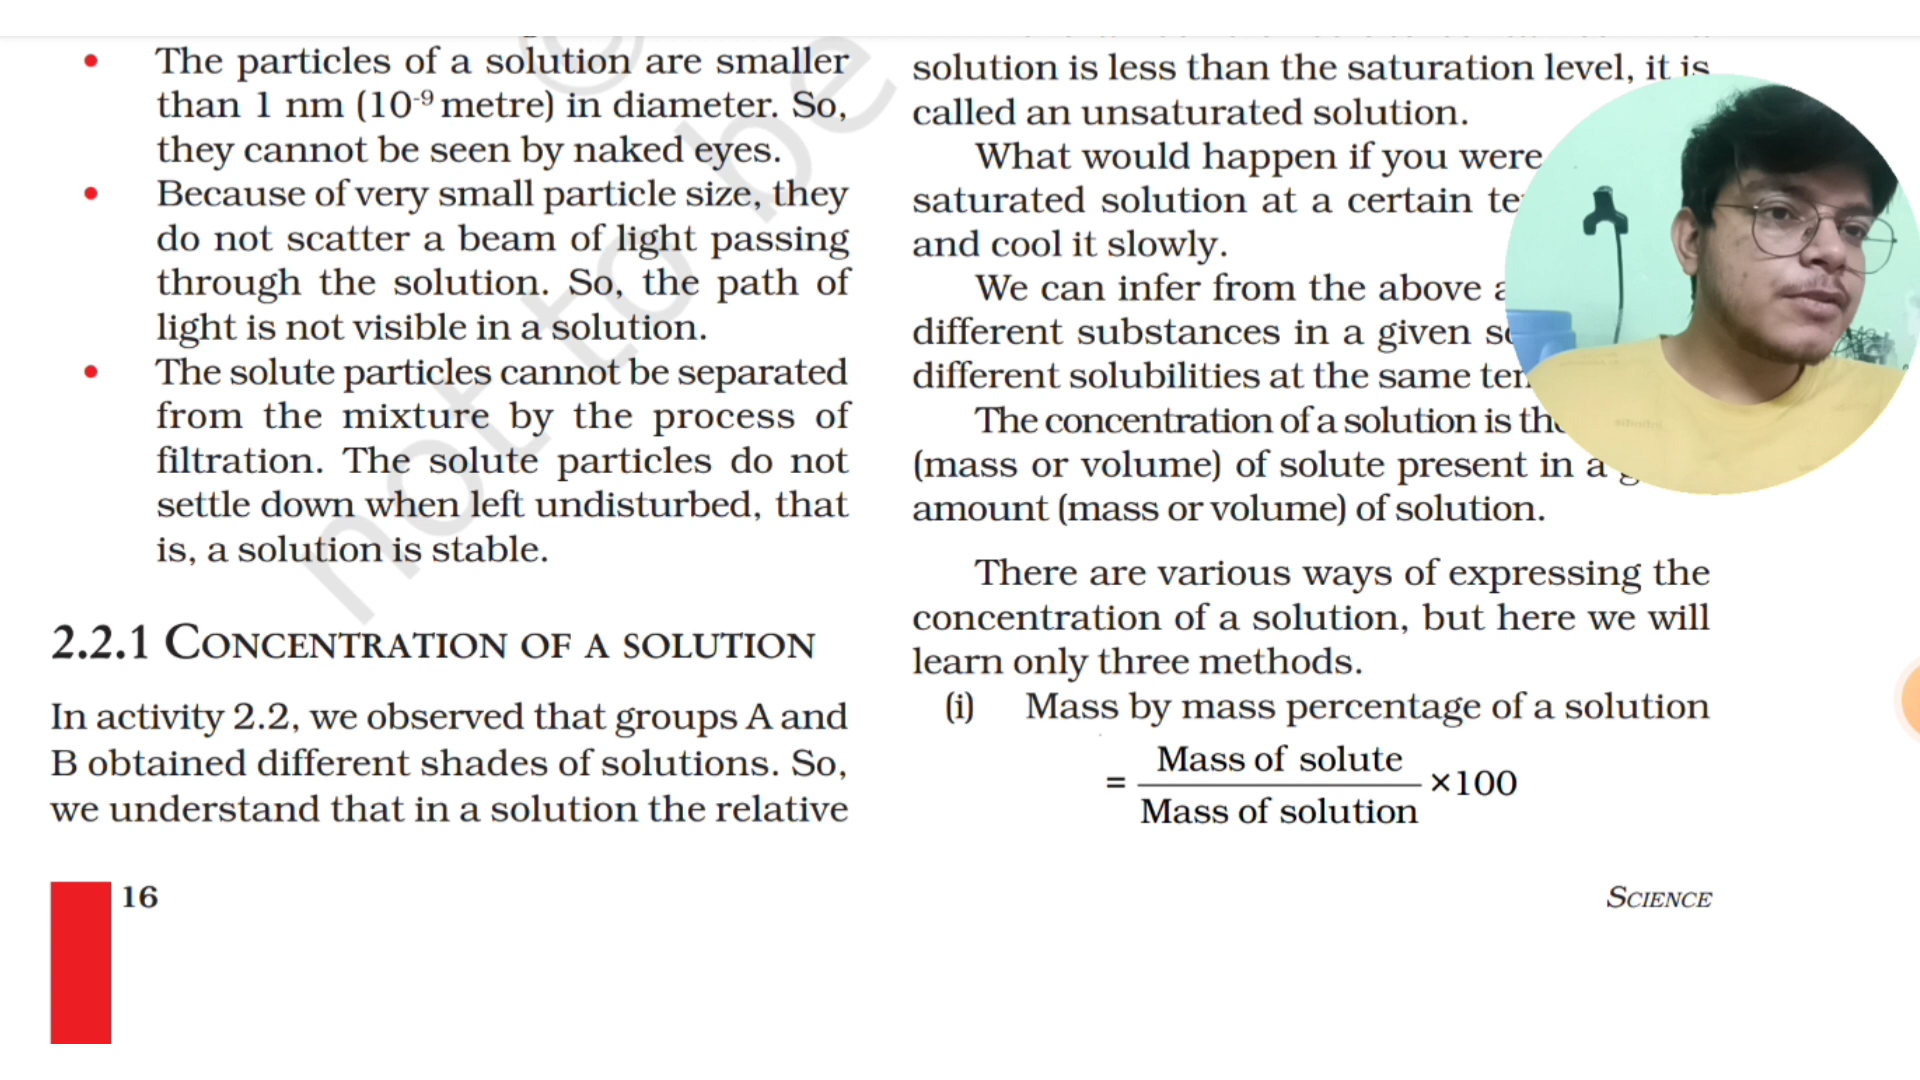 • The particles of a solution are smaller
than 1 nm (10⁻⁹ metre) in diameter. So,
they cannot be seen by naked eyes.
• Because of very small particle size, they
do not scatter a beam of light passing
through the solution. So, the path of
light is not visible in a solution.
• The solute particles cannot be separated
from the mixture by the process of
filtration. The solute particles do not
settle down when left undisturbed, that
is, a solution is stable.
2.2.1 CONCENTRATION OF A SOLUTION
In activity 2.2, we observed that groups A and
B obtained different shades of solutions. So,
we understand that in a solution the relative
solution is less than the saturation level, it is
called an unsaturated solution.
What would happen if you were
saturated solution at a certain
and cool it slowly.
We can infer from the above
different substances in a given
different solubilities at the same
The concentration of a solution is
(mass or volume) of solute present in a
amount (mass or volume) of solution.
There are various ways of expressing the
concentration of a solution, but here we will
learn only three methods.
(i) Mass by mass percentage of a solution
= Mass of solute
Mass of solution ×100
16
SCIENCE
not to be